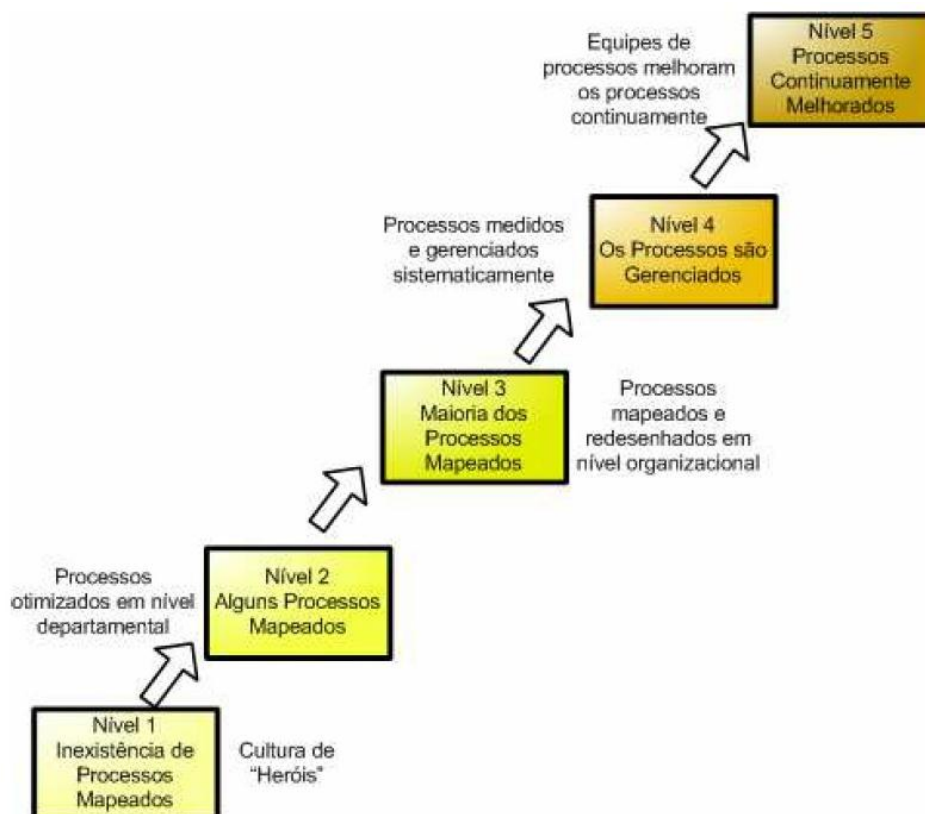 Nível 5
Processos
Continuamente
Melhorados
Equipes de
processos melhoram
os processos
continuamente
Nível 4
Os Processos são
Gerenciados
Processos medidos
e gerenciados
sistematicamente
Nível 3
Maioria dos
Processos
Mapeados
Processos
mapeados e
redesenhados em
nível organizacional
Nível 2
Alguns Processos
Mapeados
Processos
otimizados em nível
departamental
Nível 1
Inexistência de
Processos
Mapeados
Cultura de
“Heróis”